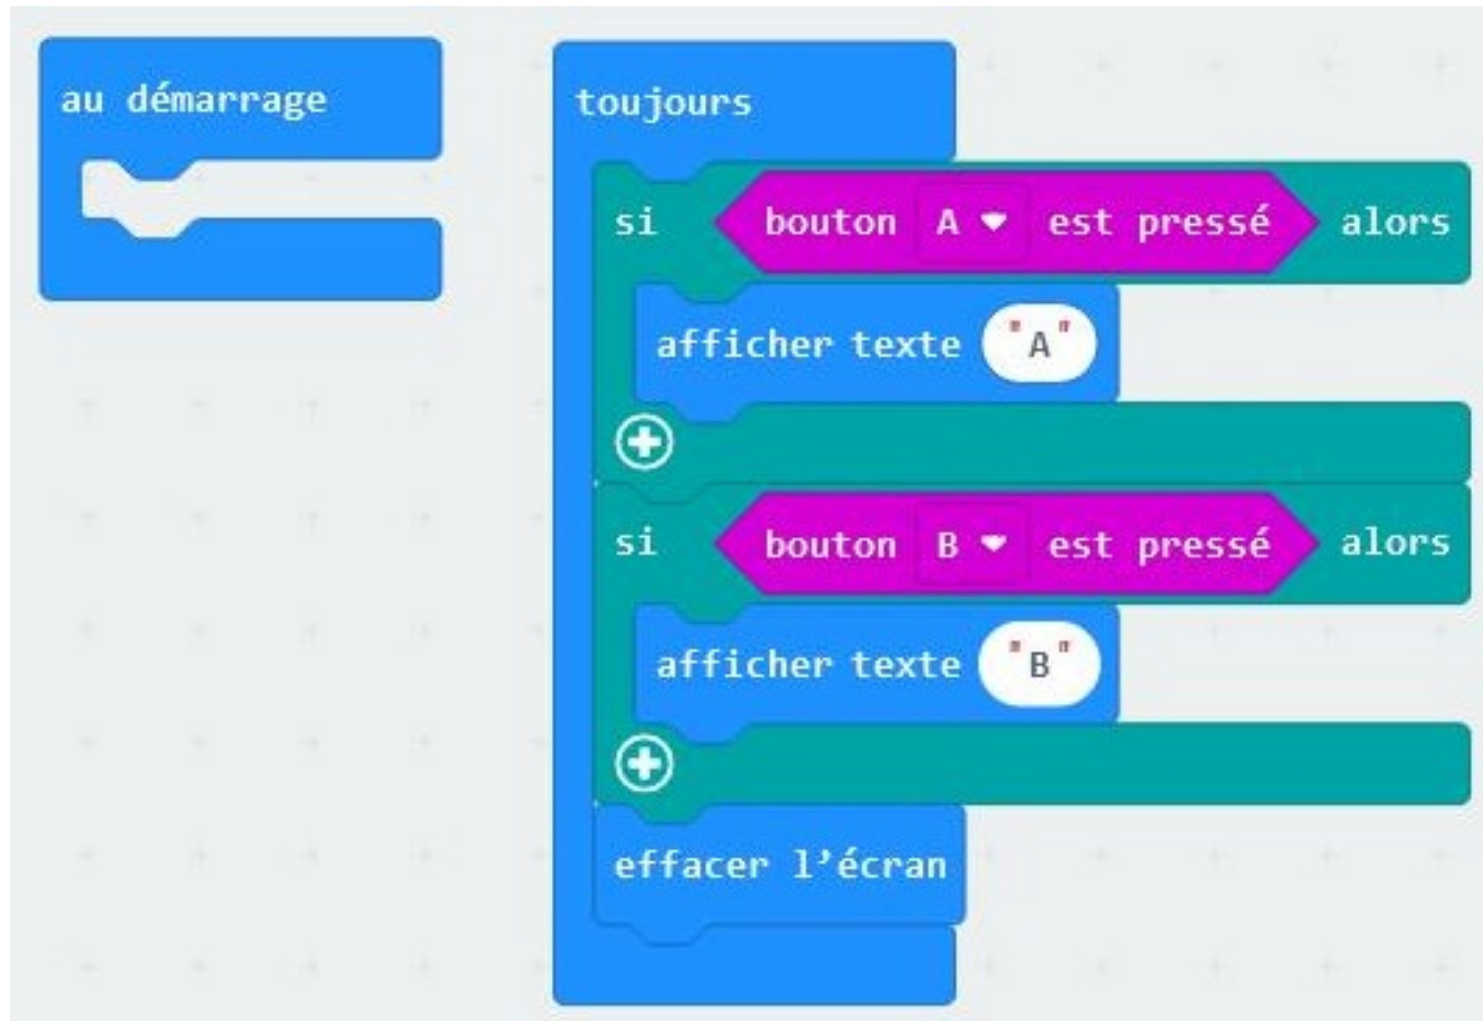 au démarrage
toujours
si bouton A est pressé alors
afficher texte "A"
si bouton B est pressé alors
afficher texte "B"
effacer l'écran